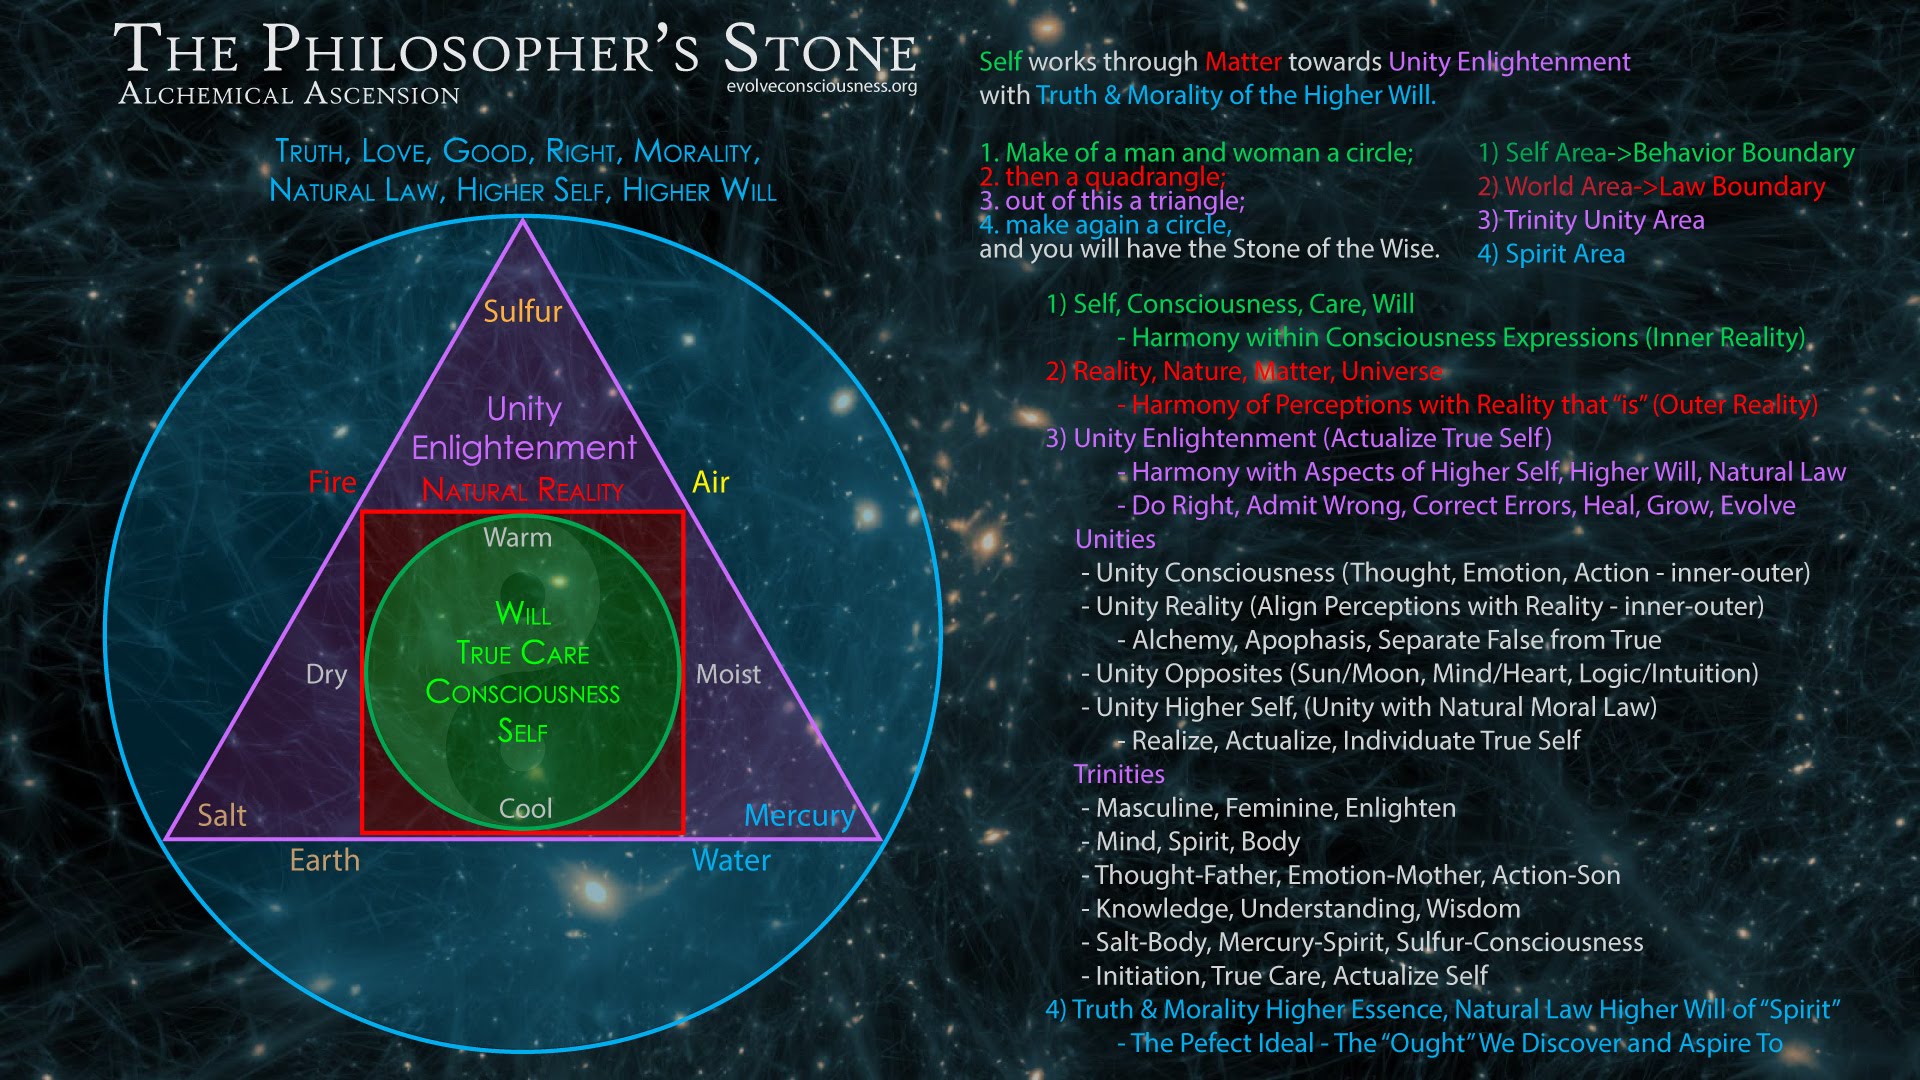 The Philosopher's Stone
Alchemical Ascension
evolveconsciousness.org
Truth, Love, Good, Right, Morality,
Natural Law, Higher Self, Higher Will
Sulfur
Unity
Enlightenment
Fire
Natural Reality
Air
Warm
Will
True Care
Consciousness
Self
Dry
Moist
Cool
Salt
Mercury
Earth
Water
Self works through Matter towards Unity Enlightenment
with Truth & Morality of the Higher Will.
1. Make of a man and woman a circle;
2. then a quadrangle;
3. out of this a triangle;
4. make again a circle,
and you will have the Stone of the Wise.
1) Self Area->Behavior Boundary
2) World Area->Law Boundary
3) Trinity Unity Area
4) Spirit Area
1) Self, Consciousness, Care, Will
- Harmony within Consciousness Expressions (Inner Reality)
2) Reality, Nature, Matter, Universe
- Harmony of Perceptions with Reality that "is" (Outer Reality)
3) Unity Enlightenment (Actualize True Self)
- Harmony with Aspects of Higher Self, Higher Will, Natural Law
- Do Right, Admit Wrong, Correct Errors, Heal, Grow, Evolve
Unities
- Unity Consciousness (Thought, Emotion, Action - inner-outer)
- Unity Reality (Align Perceptions with Reality - inner-outer)
- Alchemy, Apophasis, Separate False from True
- Unity Opposites (Sun/Moon, Mind/Heart, Logic/Intuition)
- Unity Higher Self, (Unity with Natural Moral Law)
- Realize, Actualize, Individuate True Self
Trinities
- Masculine, Feminine, Enlighten
- Mind, Spirit, Body
- Thought-Father, Emotion-Mother, Action-Son
- Knowledge, Understanding, Wisdom
- Salt-Body, Mercury-Spirit, Sulfur-Consciousness
- Initiation, True Care, Actualize Self
4) Truth & Morality Higher Essence, Natural Law Higher Will of "Spirit"
- The Pefect Ideal - The "Ought" We Discover and Aspire To